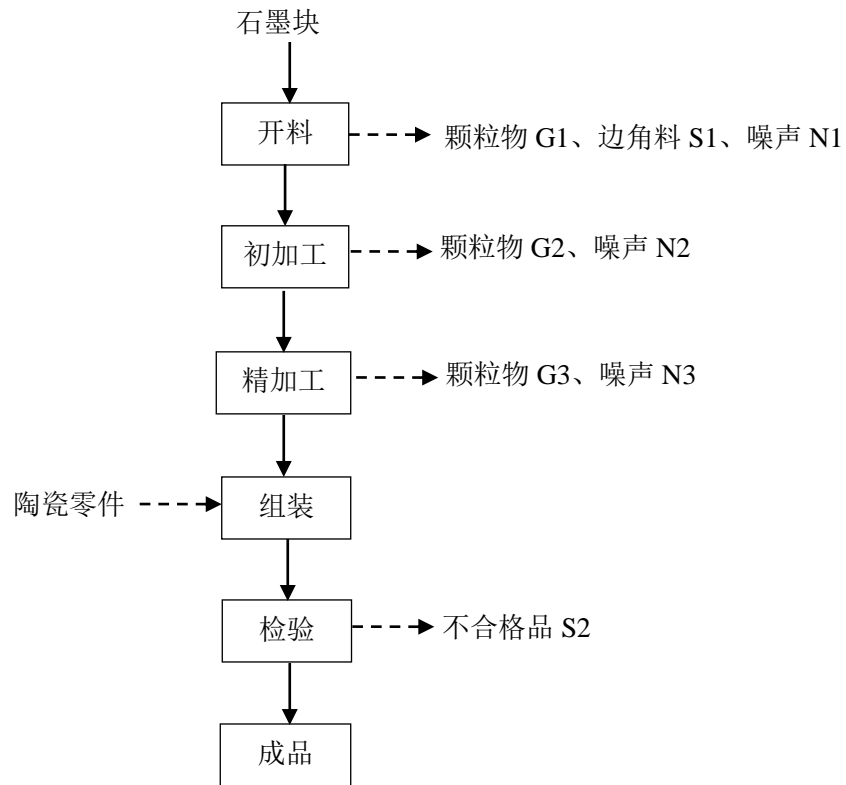 石墨块
开料
颗粒物 G1、边角料 S1、噪声 N1
初加工
颗粒物 G2、噪声 N2
精加工
颗粒物 G3、噪声 N3
陶瓷零件
组装
检验
不合格品 S2
成品